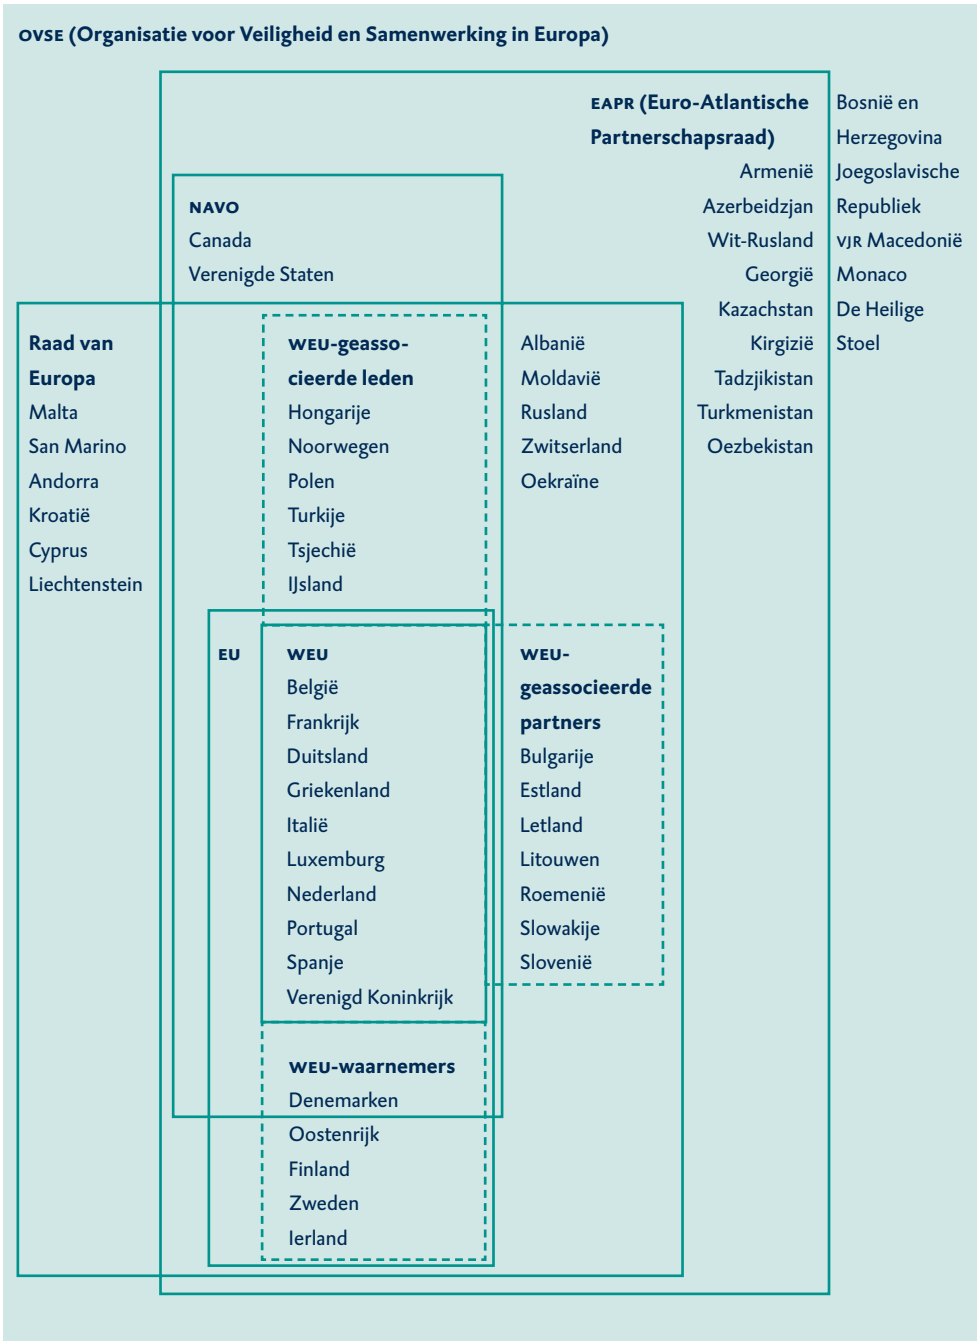 OVSE (Organisatie voor Veiligheid en Samenwerking in Europa)
EAPR (Euro-Atlantische
Partnerschapsraad)
Armenië
Azerbeidzjan
Wit-Rusland
Georgië
Kazachstan
Kirgizië
Tadzjikistan
Turkmenistan
Oezbekistan
Bosnië en
Herzegovina
Joegoslavische
Republiek
VJR Macedonië
Monaco
De Heilige
Stoel
NAVO
Canada
Verenigde Staten
Raad van
Europa
Malta
San Marino
Andorra
Kroatië
Cyprus
Liechtenstein
WEU-geasso-
cieerde leden
Hongarije
Noorwegen
Polen
Turkije
Tsjechië
IJsland
Albanië
Moldavië
Rusland
Zwitserland
Oekraïne
EU
WEU
België
Frankrijk
Duitsland
Griekenland
Italië
Luxemburg
Nederland
Portugal
Spanje
Verenigd Koninkrijk
WEU-
geassocieerde
partners
Bulgarije
Estland
Letland
Litouwen
Roemenië
Slowakije
Slovenië
WEU-waarnemers
Denemarken
Oostenrijk
Finland
Zweden
Ierland